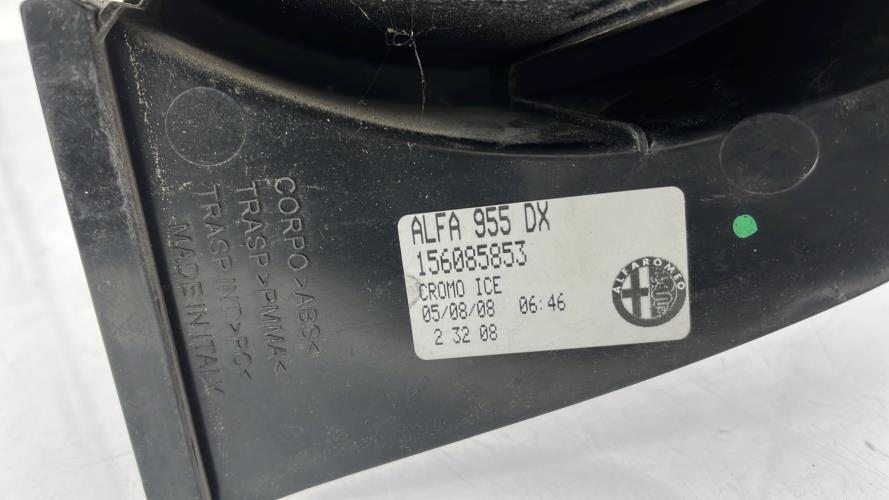 CORPO >ABS<
TRASP >PMMA<
TRASP INT >PC<
MADE IN ITALY
ALFA 955 DX
156085853
CROMO ICE
05/08/08 06:46
2 32 08
ALFA ROMEO